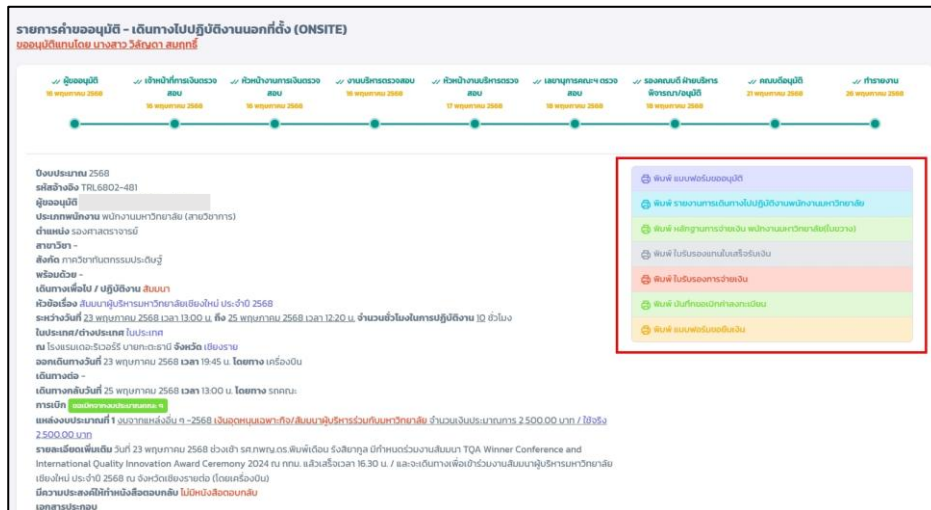 รายการคำขออนุมัติ - เดินทางไปปฏิบัติงานนอกที่ตั้ง (ONSITE)
ขออนุมัติแทนโดย นางสาว วิลัญดา สมฤทธิ์
ผู้ขออนุมัติ
16 พฤษภาคม 2568
เจ้าหน้าที่การเงินตรวจสอบ
16 พฤษภาคม 2568
หัวหน้างานการเงินตรวจสอบ
16 พฤษภาคม 2568
งานบริหารตรวจสอบ
16 พฤษภาคม 2568
หัวหน้างานบริหารตรวจสอบ
17 พฤษภาคม 2568
เลขานุการคณะฯ ตรวจสอบ
18 พฤษภาคม 2568
รองคณบดี ฝ่ายบริหาร พิจารณา/อนุมัติ
19 พฤษภาคม 2568
คณบดีอนุมัติ
21 พฤษภาคม 2568
ทำรายงาน
26 พฤษภาคม 2568
ปีงบประมาณ 2568
รหัสอ้างอิง TRL6802-481
ผู้ขออนุมัติ
ประเภทพนักงาน พนักงานมหาวิทยาลัย (สายวิชาการ)
ตำแหน่ง รองศาสตราจารย์
สาขาวิชา -
สังกัด ภาควิชาทันตกรรมประดิษฐ์
พร้อมด้วย -
เดินทางเพื่อไป / ปฏิบัติงาน สัมมนา
หัวข้อเรื่อง สัมมนาผู้บริหารมหาวิทยาลัยเชียงใหม่ ประจำปี 2568
ระหว่างวันที่ 23 พฤษภาคม 2568 เวลา 13:00 น. ถึง 25 พฤษภาคม 2568 เวลา 12:20 น. จำนวนชั่วโมงในการปฏิบัติงาน 10 ชั่วโมง
ในประเทศ/ต่างประเทศ ในประเทศ
ณ โรงแรมเดอะริเวอร์รี บายกะตะธานี จังหวัด เชียงราย
ออกเดินทางวันที่ 23 พฤษภาคม 2568 เวลา 19:45 น. โดยทาง เครื่องบิน
เดินทางต่อ -
เดินทางกลับวันที่ 25 พฤษภาคม 2568 เวลา 13:00 น. โดยทาง รถคณะ
การเบิก ขอเบิกจากงบประมาณคณะ ฯ
แหล่งงบประมาณที่ 1 งบจากแหล่งอื่น ๆ -2568 เงินอุดหนุนเฉพาะกิจ/สัมมนาผู้บริหารร่วมกับมหาวิทยาลัย จำนวนเงินประมาณการ 2,500.00 บาท / ใช้จริง
2,500.00 บาท
รายละเอียดเพิ่มเติม วันที่ 23 พฤษภาคม 2568 ช่วงเช้า รศ.ทพญ.ดร.พิมพ์เดือน รังสิยากูล มีกำหนดร่วมงานสัมมนา TQA Winner Conference and
International Quality Innovation Award Ceremony 2024 ณ กทม. แล้วเสร็จเวลา 16.30 น. / และจะเดินทางเพื่อเข้าร่วมงานสัมมนาผู้บริหารมหาวิทยาลัย
เชียงใหม่ ประจำปี 2568 ณ จังหวัดเชียงรายต่อ (โดยเครื่องบิน)
มีความประสงค์ให้ทำหนังสือตอบกลับ ไม่มีหนังสือตอบกลับ
เอกสารประกอบ
พิมพ์ แบบฟอร์มขออนุมัติ
พิมพ์ รายงานการเดินทางไปปฏิบัติงานพนักงานมหาวิทยาลัย
พิมพ์ หลักฐานการจ่ายเงิน พนักงานมหาวิทยาลัย(ใบขวาง)
พิมพ์ ใบรับรองแทนใบเสร็จรับเงิน
พิมพ์ ใบรับรองการจ่ายเงิน
พิมพ์ บันทึกขอเบิกค่าลงทะเบียน
พิมพ์ แบบฟอร์มขอยืมเงิน